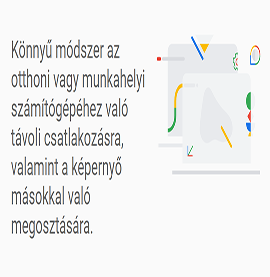 Könnyű módszer az
otthoni vagy munkahelyi
számítógépéhez való
távoli csatlakozásra,
valamint a képernyő
másokkal való
megosztására.